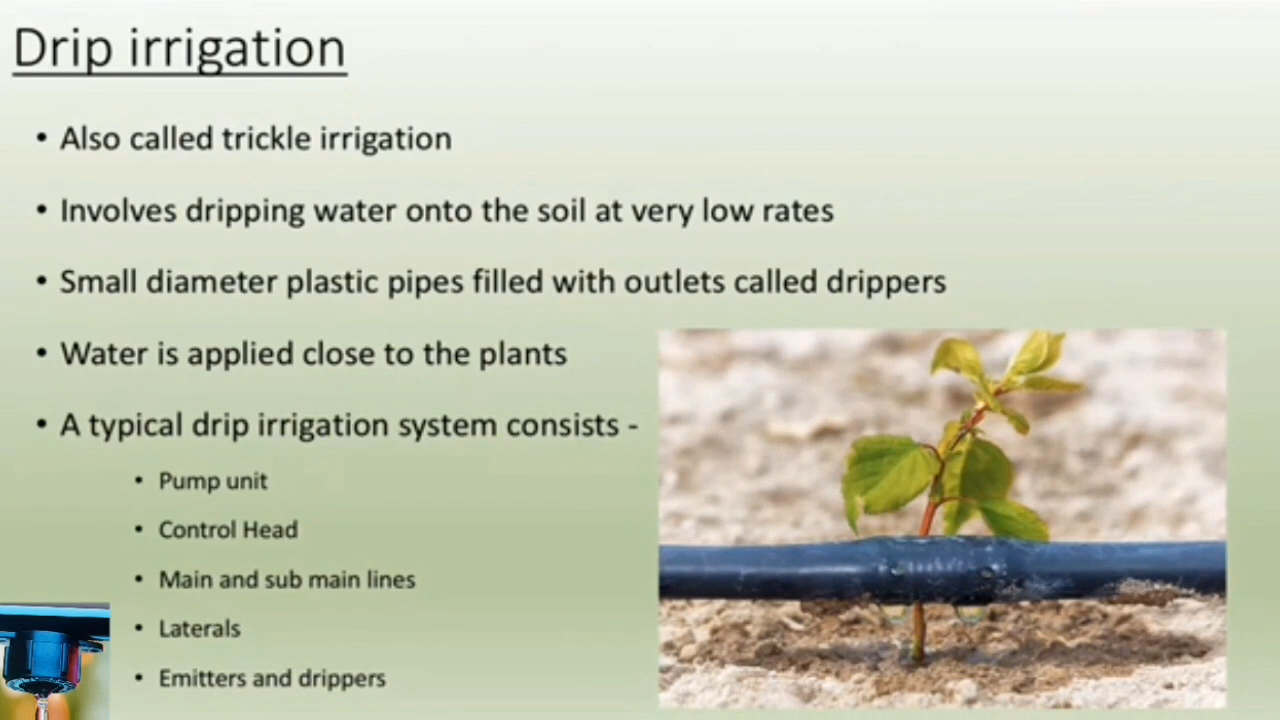 Drip irrigation
• Also called trickle irrigation
• Involves dripping water onto the soil at very low rates
• Small diameter plastic pipes filled with outlets called drippers
• Water is applied close to the plants
• A typical drip irrigation system consists -
• Pump unit
• Control Head
• Main and sub main lines
• Laterals
• Emitters and drippers